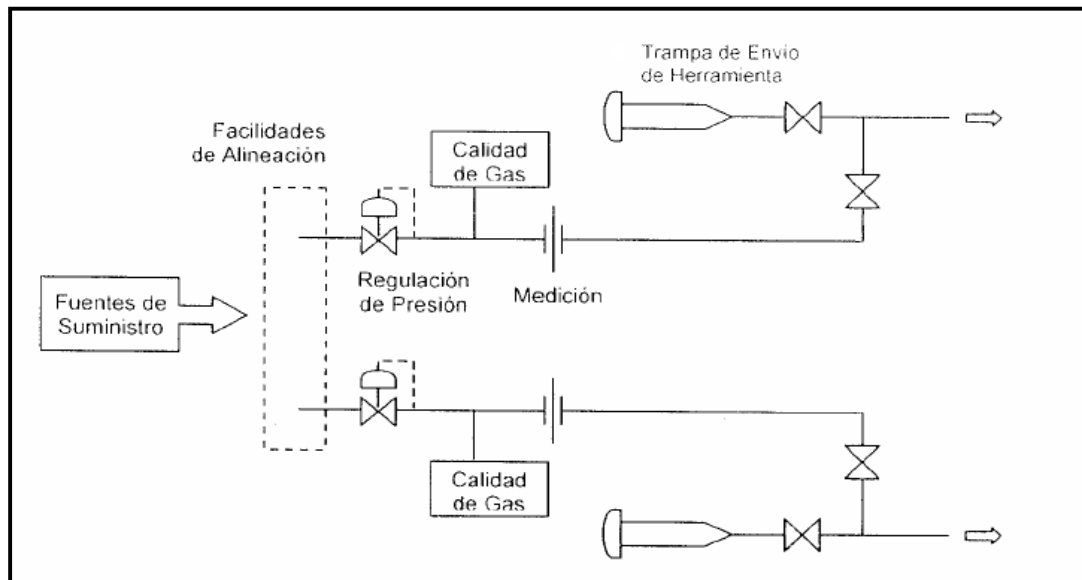 Trampa de Envío
de Herramienta
Facilidades
de Alineación
Calidad
de Gas
Regulación
de Presión
Medición
Fuentes de
Suministro
Calidad
de Gas